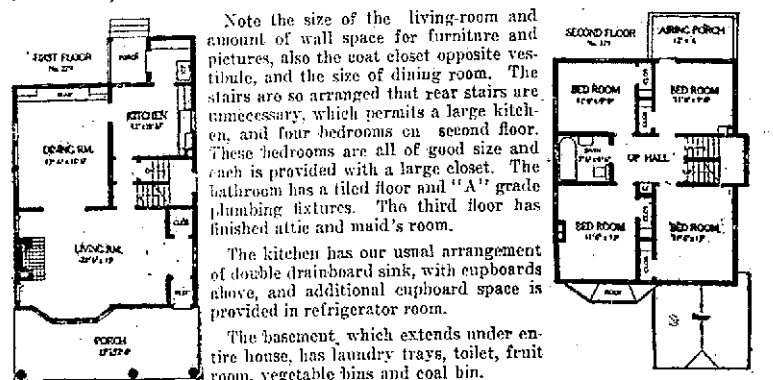 FIRST FLOOR
PORCH
KITCHEN
DINING RM.
LIVING RM.
CLOS
PORCH
Note the size of the living-room and
amount of wall space for furniture and
pictures, also the coat closet opposite ves-
tibule, and the size of dining room. The
stairs are so arranged that rear stairs are
unnecessary, which permits a large kitch-
en, and four bedrooms on second floor.
These bedrooms are all of good size and
each is provided with a large closet. The
bathroom has a tiled floor and "A" grade
plumbing fixtures. The third floor has
finished attic and maid's room.
The kitchen has our usual arrangement
of double drainboard sink, with cupboards
above, and additional cupboard space is
provided in refrigerator room.
The basement, which extends under en-
tire house, has laundry trays, toilet, fruit
room, vegetable bins and coal bin.
SECOND FLOOR
AIRING PORCH
BED ROOM
BED ROOM
CLOS
BATH
UP HALL
CLOS
BED ROOM
BED ROOM
CLOS
ROOF